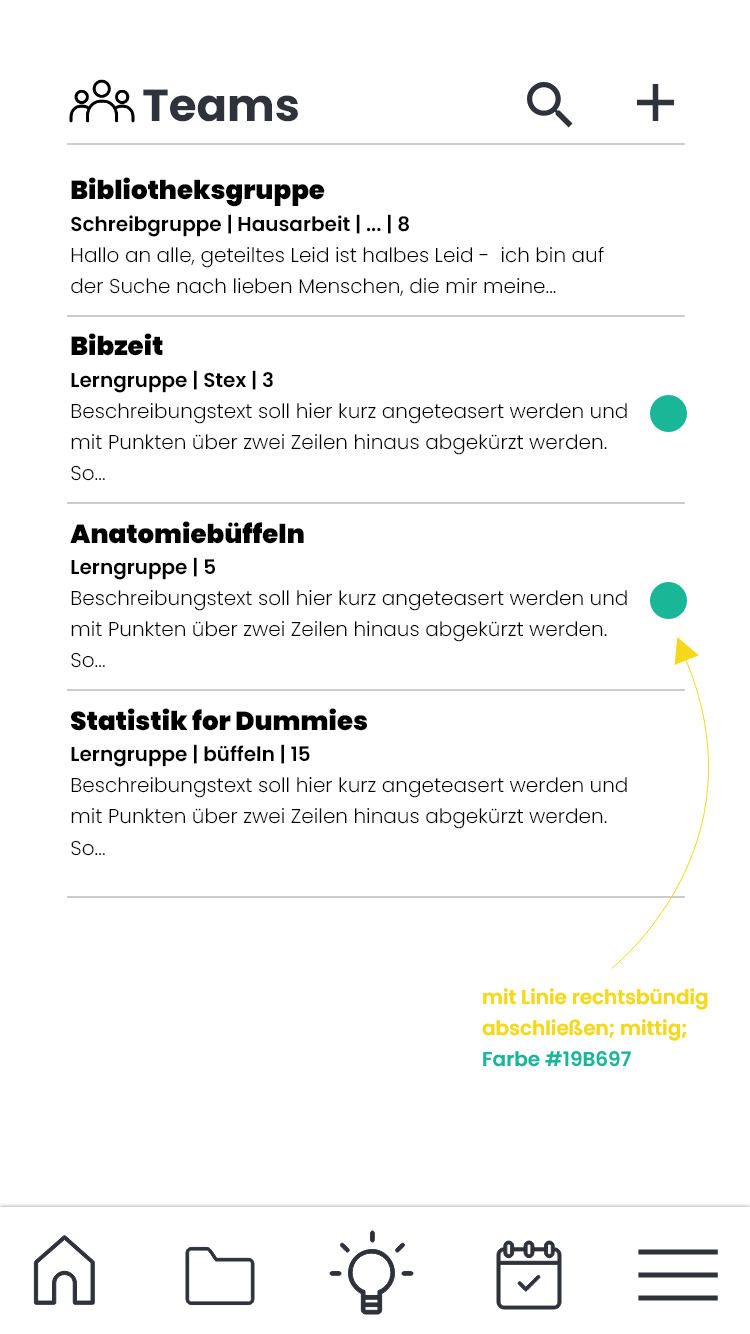 Teams
Bibliotheksgruppe
Schreibgruppe | Hausarbeit | ... | 8
Hallo an alle, geteiltes Leid ist halbes Leid -  ich bin auf
der Suche nach lieben Menschen, die mir meine...
Bibzeit
Lerngruppe | Stex | 3
Beschreibungstext soll hier kurz angeteasert werden und
mit Punkten über zwei Zeilen hinaus abgekürzt werden.
So...
Anatomiebüffeln
Lerngruppe | 5
Beschreibungstext soll hier kurz angeteasert werden und
mit Punkten über zwei Zeilen hinaus abgekürzt werden.
So...
Statistik for Dummies
Lerngruppe | büffeln | 15
Beschreibungstext soll hier kurz angeteasert werden und
mit Punkten über zwei Zeilen hinaus abgekürzt werden.
So...
mit Linie rechtsbündig
abschließen; mittig;
Farbe #19B697